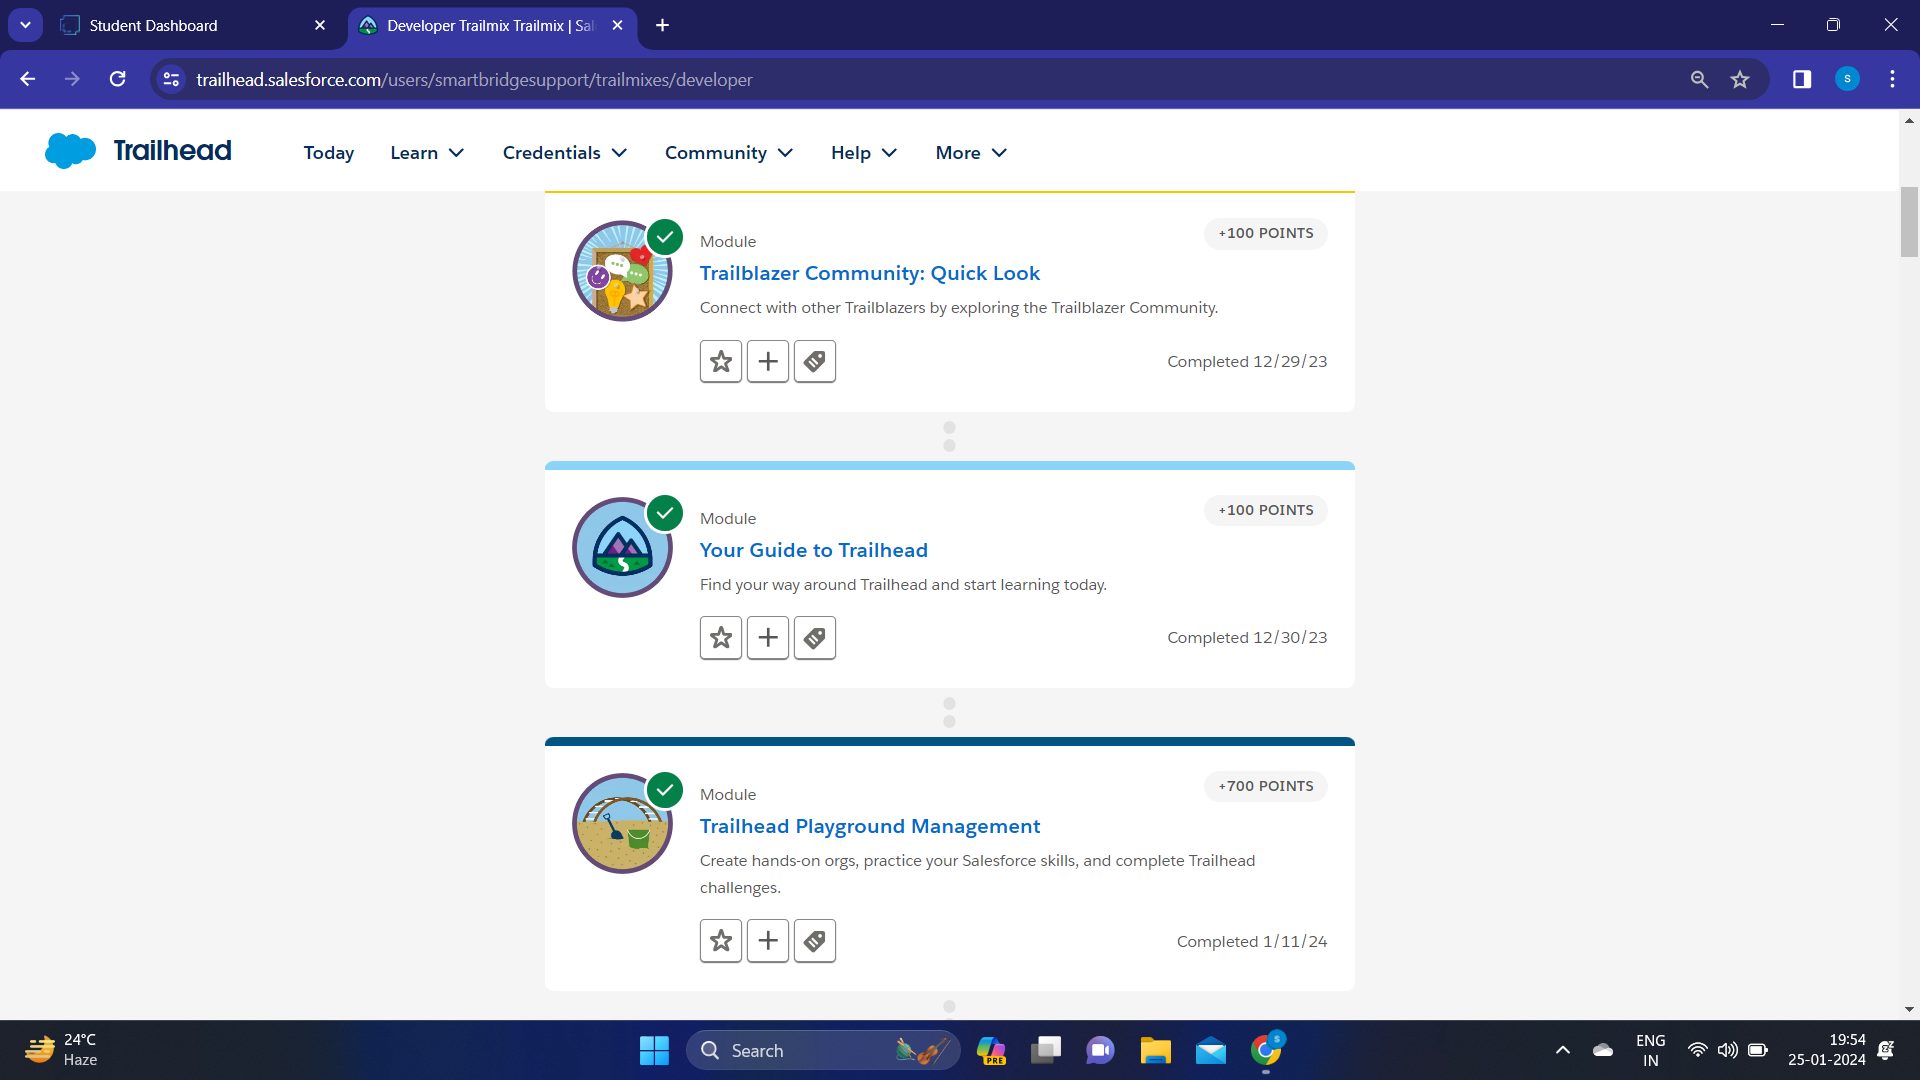 Student Dashboard
Developer Trailmix Trailmix | Sal
trailhead.salesforce.com/users/smartbridgesupport/trailmixes/developer
S
Trailhead
Today Learn Credentials Community Help More
+100 POINTS
Module
Trailblazer Community: Quick Look
Connect with other Trailblazers by exploring the Trailblazer Community.
Completed 12/29/23
+100 POINTS
Module
Your Guide to Trailhead
Find your way around Trailhead and start learning today.
Completed 12/30/23
+700 POINTS
Module
Trailhead Playground Management
Create hands-on orgs, practice your Salesforce skills, and complete Trailhead
challenges.
Completed 1/11/24
24°C
Haze
Search
PRE
S
ENG
IN
19:54
25-01-2024